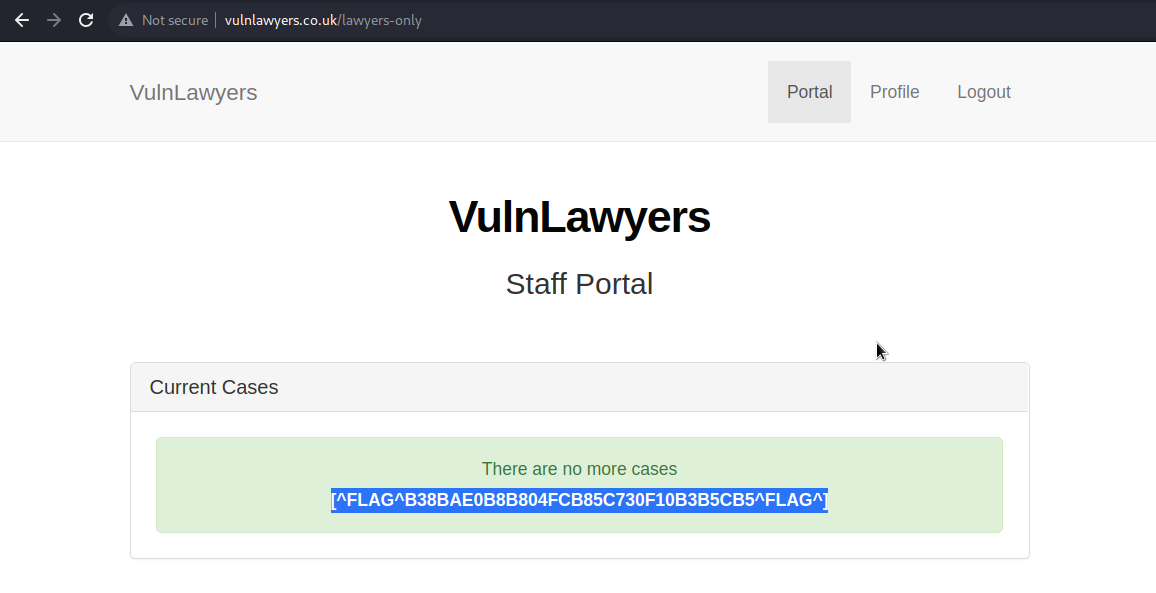 Not secure vulnlawyers.co.uk/lawyers-only
VulnLawyers Portal Profile Logout
VulnLawyers
Staff Portal
Current Cases
There are no more cases
[^FLAG^B38BAE0B8B804FCB85C730F10B3B5CB5^FLAG^]